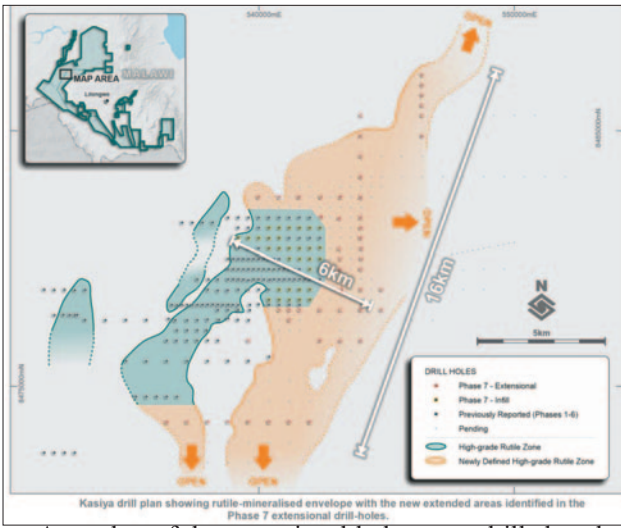 540000mE
550000mE
OPEN
MALAWI
MAP AREA
Lilongwe
8485000mN
OPEN
6km
16km
N
5km
DRILL HOLES
Phase 7 - Extensional
Phase 7 - Infill
Previously Reported (Phases 1-6)
Pending
High-grade Rutile Zone
Newly Defined High-grade Rutile Zone
8475000mN
OPEN
OPEN
Kasiya drill plan showing rutile-mineralised envelope with the new extended areas identified in the
Phase 7 extensional drill-holes.